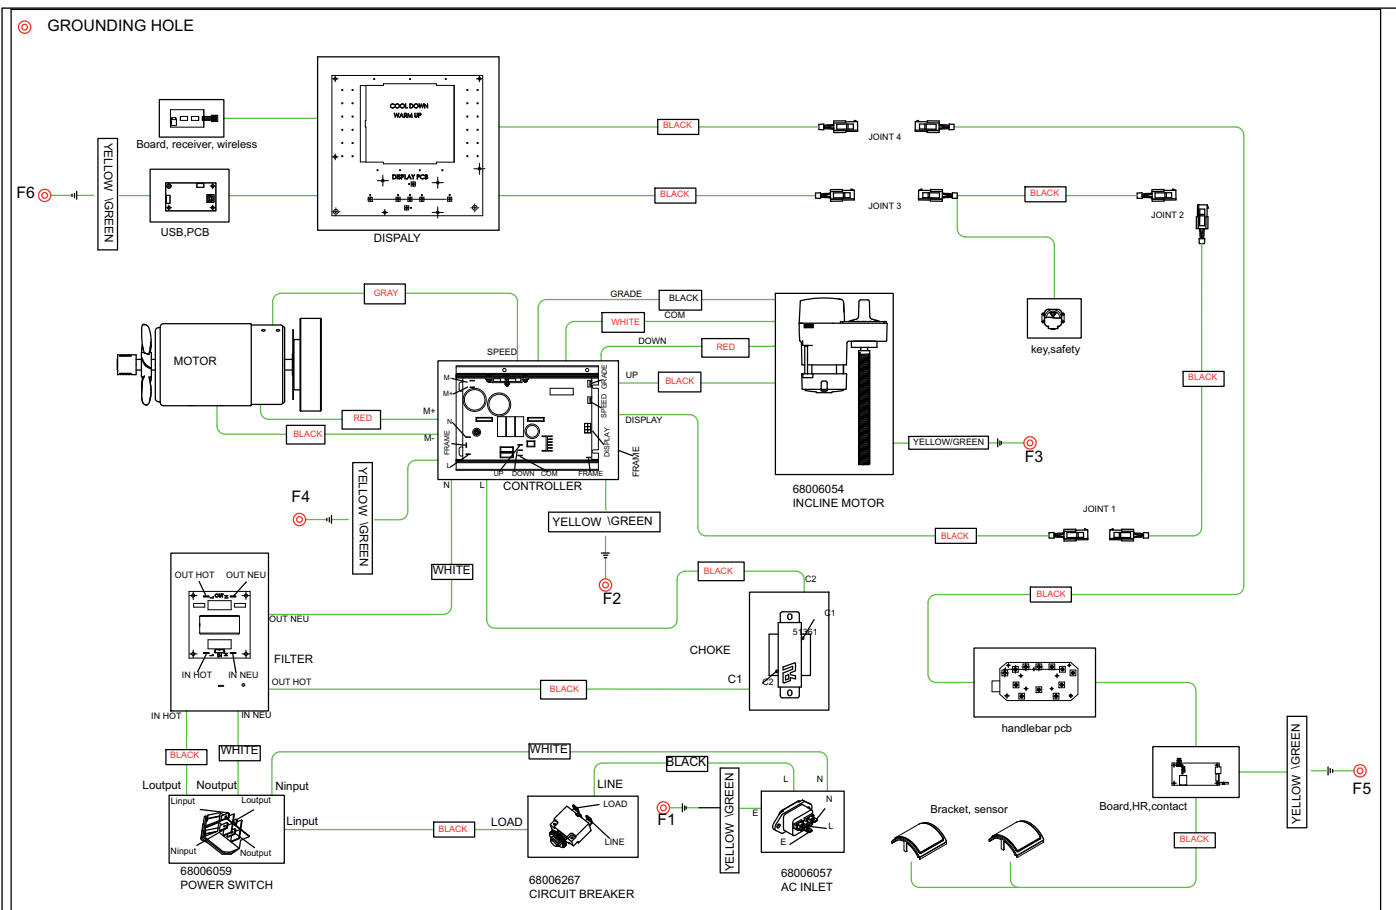 GROUNDING HOLE
COOL DOWN
WARM UP
DISPLAY PCB
DISPALY
Board, receiver, wireless
F6
YELLOW \GREEN
USB,PCB
BLACK
JOINT 4
BLACK
JOINT 3
BLACK
JOINT 2
key,safety
BLACK
GRAY
MOTOR
SPEED
RED
BLACK
M+
M-
GRADE
BLACK
COM
WHITE
DOWN
RED
UP
BLACK
DISPLAY
M-
M+
N
FRAME
L
GRADE
SPEED
DISPLAY
UP
DOWN
COM
FRAME
FRAME
CONTROLLER
N
L
68006054
INCLINE MOTOR
YELLOW/GREEN
F3
F4
YELLOW \GREEN
YELLOW \GREEN
F2
JOINT 1
BLACK
WHITE
BLACK
C2
BLACK
OUT HOT
OUT NEU
OUT
IN
IN HOT
IN NEU
OUT NEU
FILTER
OUT HOT
IN HOT
IN NEU
BLACK
CHOKE
C1
C1
51361
C2
handlebar pcb
BLACK
WHITE
WHITE
BLACK
Loutput
Noutput
Ninput
Linput
Loutput
Ninput
Noutput
Linput
68006059
POWER SWITCH
BLACK
LOAD
LINE
LOAD
LINE
68006267
CIRCUIT BREAKER
F1
YELLOW \GREEN
E
L
N
N
L
E
68006057
AC INLET
Bracket, sensor
Board,HR,contact
BLACK
YELLOW \GREEN
F5